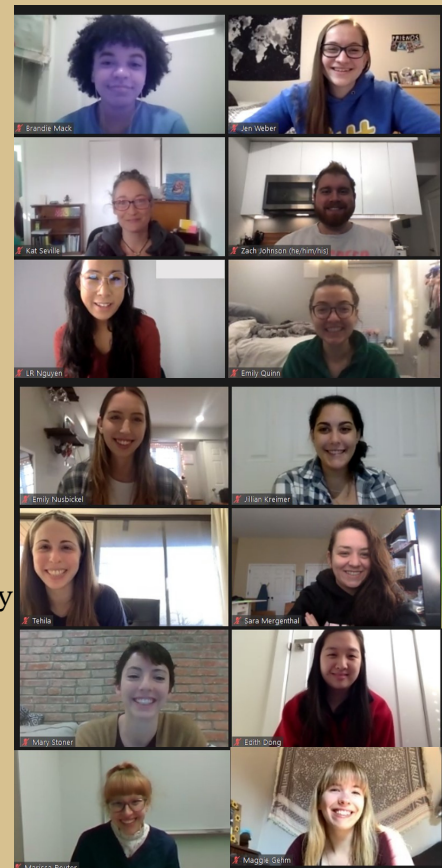 Brandie Mack
Jen Weber
Kat Seville
Zach Johnson (he/him/his)
LR Nguyen
Emily Quinn
Emily Nusbickel
Jillian Kreimer
y
Tehila
Sara Mergenthal
Mary Stoner
Edith Dong
Maggie Gehm